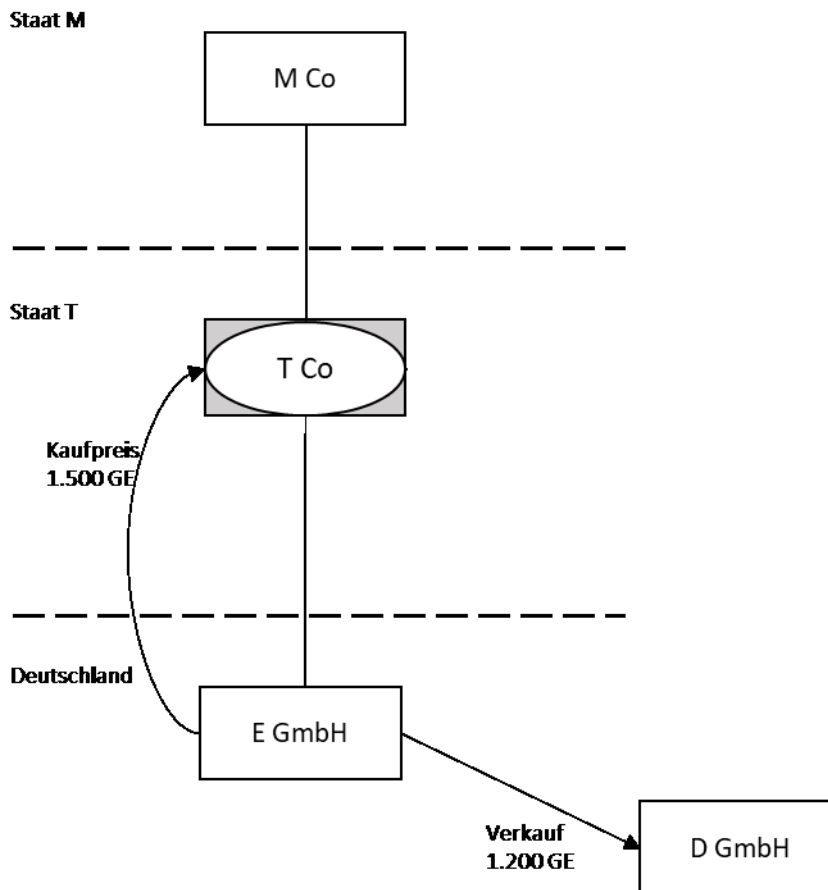 Staat M
M Co
Staat T
T Co
Kaufpreis
1.500 GE
Deutschland
E GmbH
Verkauf
1.200 GE
D GmbH